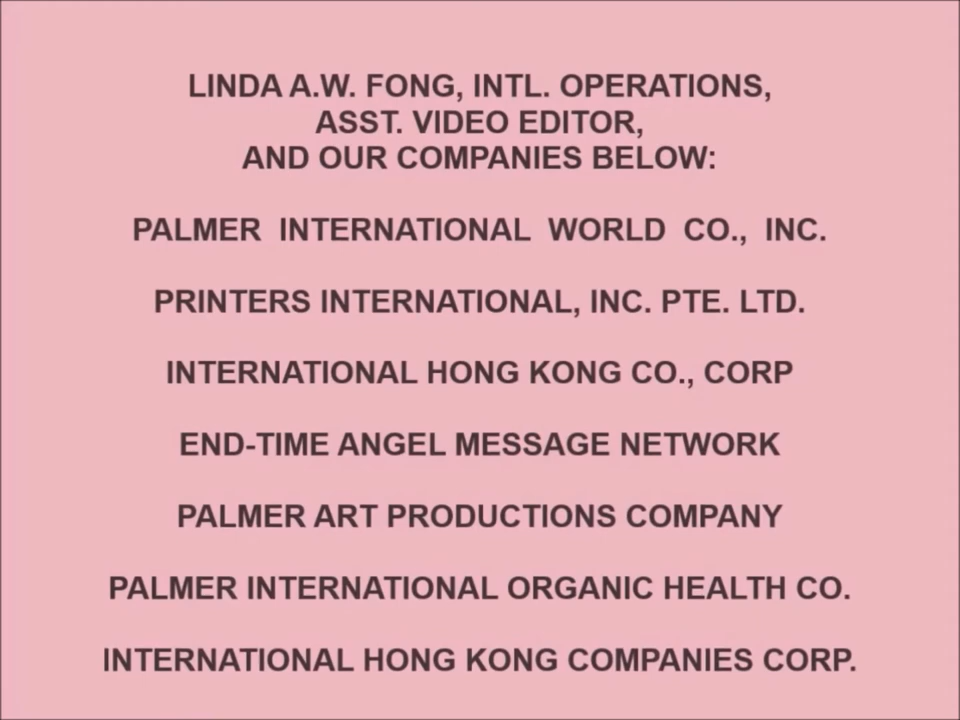 LINDA A.W. FONG, INTL. OPERATIONS,
ASST. VIDEO EDITOR,
AND OUR COMPANIES BELOW:
PALMER INTERNATIONAL WORLD CO., INC.
PRINTERS INTERNATIONAL, INC. PTE. LTD.
INTERNATIONAL HONG KONG CO., CORP
END-TIME ANGEL MESSAGE NETWORK
PALMER ART PRODUCTIONS COMPANY
PALMER INTERNATIONAL ORGANIC HEALTH CO.
INTERNATIONAL HONG KONG COMPANIES CORP.